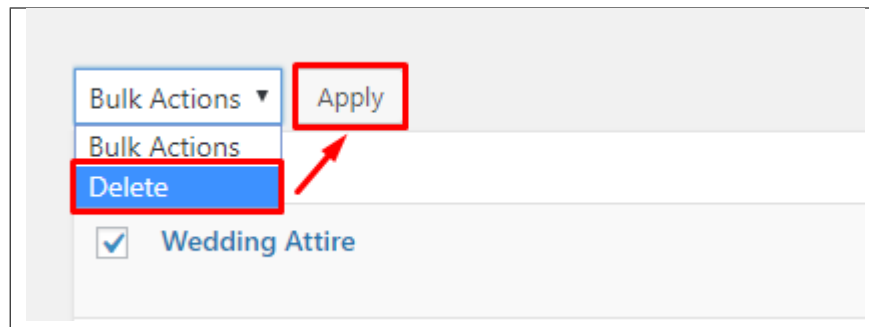 Bulk Actions ▼ Apply
Bulk Actions
Delete
Wedding Attire